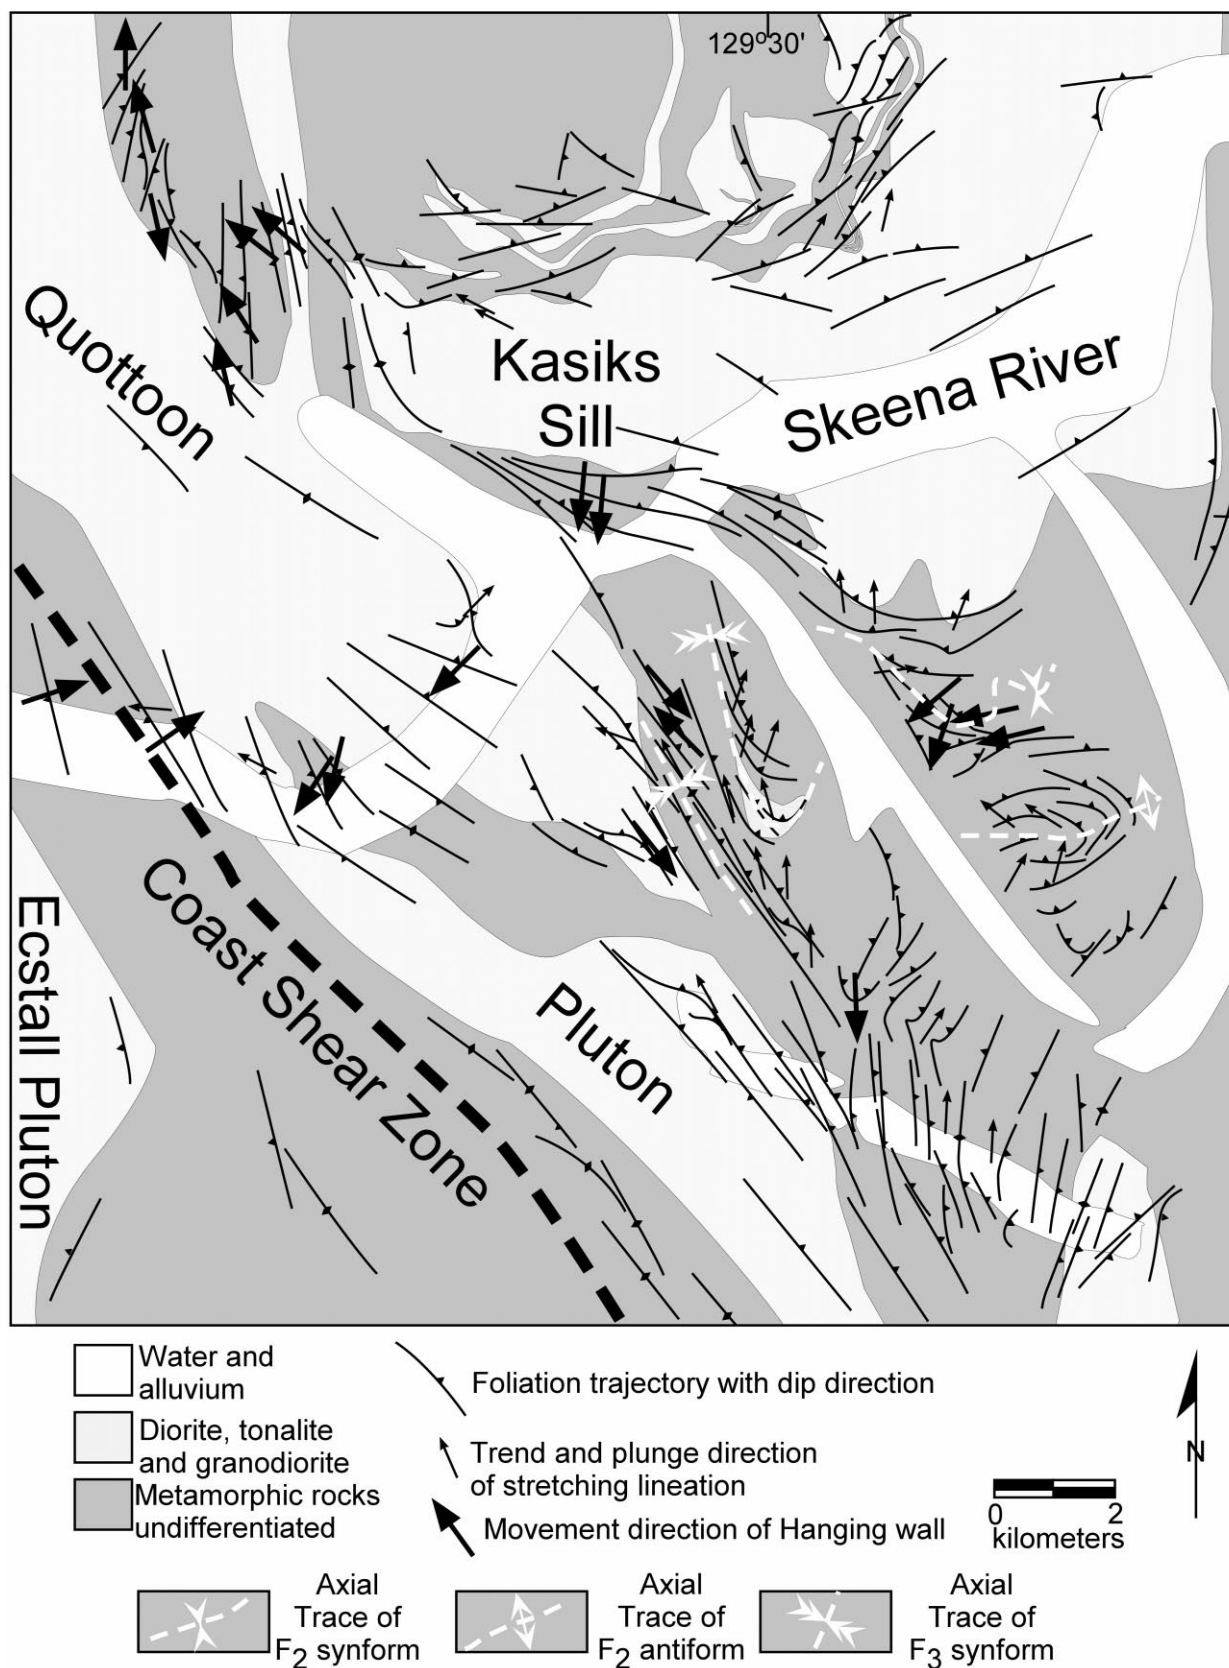 129°30'
Quottoon
Kasiks
Sill
Skeena River
Coast Shear Zone
Ecstall Pluton
Pluton
Water and
alluvium
Diorite, tonalite
and granodiorite
Metamorphic rocks
undifferentiated
Foliation trajectory with dip direction
Trend and plunge direction
of stretching lineation
Movement direction of Hanging wall
N
0 2
kilometers
Axial
Trace of
F2 synform
Axial
Trace of
F2 antiform
Axial
Trace of
F3 synform